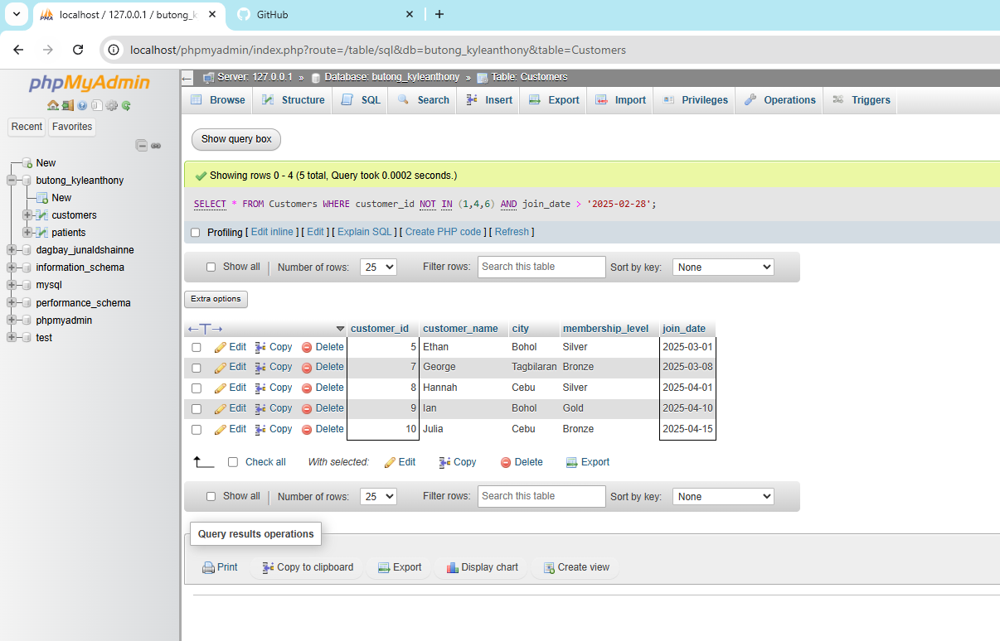 localhost / 127.0.0.1 / butong_k
GitHub
localhost/phpmyadmin/index.php?route=/table/sql&db=butong_kyleanthony&table=Customers
phpMyAdmin
Recent Favorites
New
butong_kyleanthony
New
customers
patients
dagbay_junaldshainne
information_schema
mysql
performance_schema
phpmyadmin
test
Server: 127.0.0.1 » Database: butong_kyleanthony » Table: Customers
Browse Structure SQL Search Insert Export Import Privileges Operations Triggers
Show query box
Showing rows 0 - 4 (5 total, Query took 0.0002 seconds.)
SELECT * FROM Customers WHERE customer_id NOT IN (1,4,6) AND join_date > '2025-02-28';
Profiling [ Edit inline ] [ Edit ] [ Explain SQL ] [ Create PHP code ] [ Refresh ]
Show all | Number of rows: 25 Filter rows: Search this table Sort by key: None
Extra options
←T→ customer_id customer_name city membership_level join_date
Edit Copy Delete 5 Ethan Bohol Silver 2025-03-01
Edit Copy Delete 7 George Tagbilaran Bronze 2025-03-08
Edit Copy Delete 8 Hannah Cebu Silver 2025-04-01
Edit Copy Delete 9 Ian Bohol Gold 2025-04-10
Edit Copy Delete 10 Julia Cebu Bronze 2025-04-15
Check all With selected: Edit Copy Delete Export
Show all | Number of rows: 25 Filter rows: Search this table Sort by key: None
Query results operations
Print Copy to clipboard Export Display chart Create view